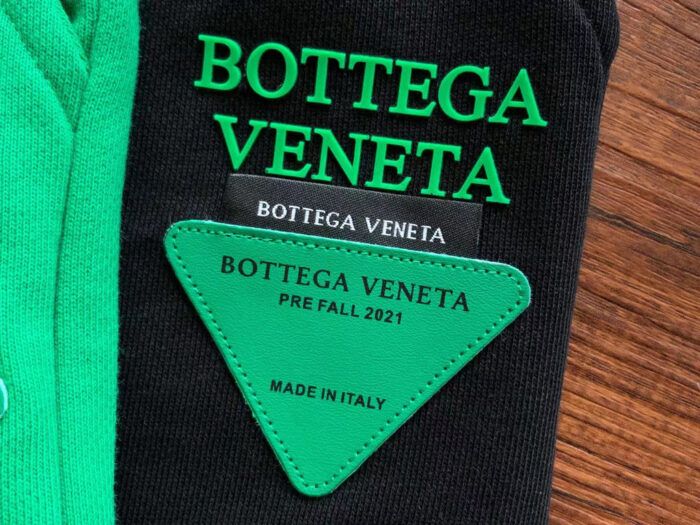 BOTTEGA
VENETA
BOTTEGA VENETA
BOTTEGA VENETA
PRE FALL 2021
MADE IN ITALY